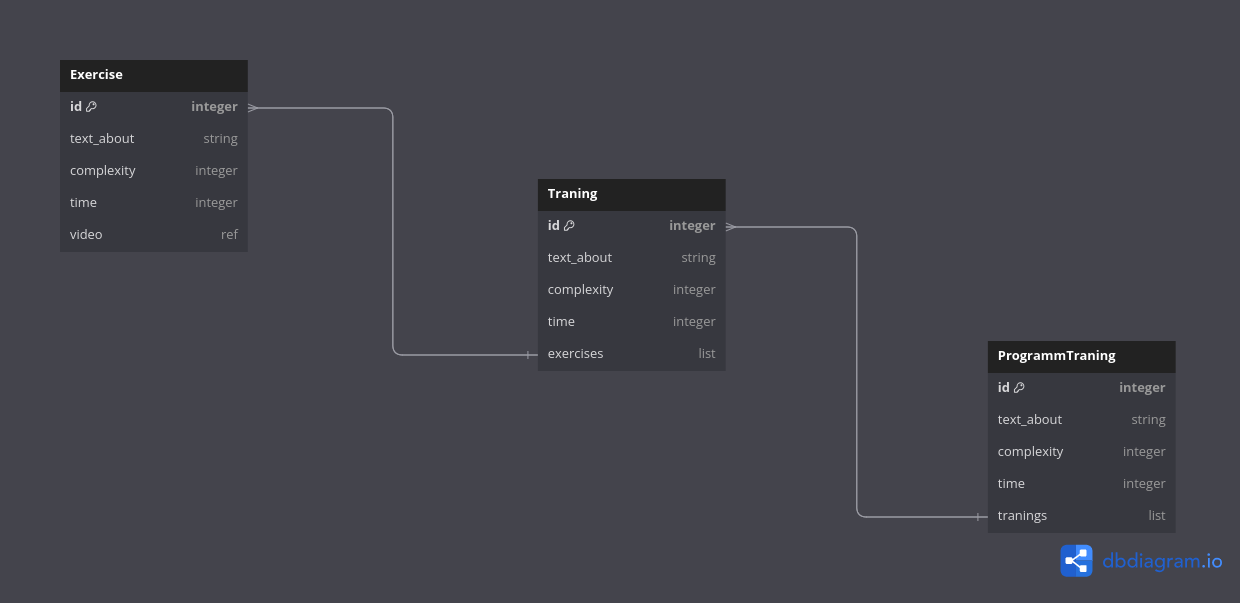 Exercise
id integer
text_about string
complexity integer
time integer
video ref
Traning
id integer
text_about string
complexity integer
time integer
exercises list
ProgrammTraning
id integer
text_about string
complexity integer
time integer
tranings list
dbdiagram.io